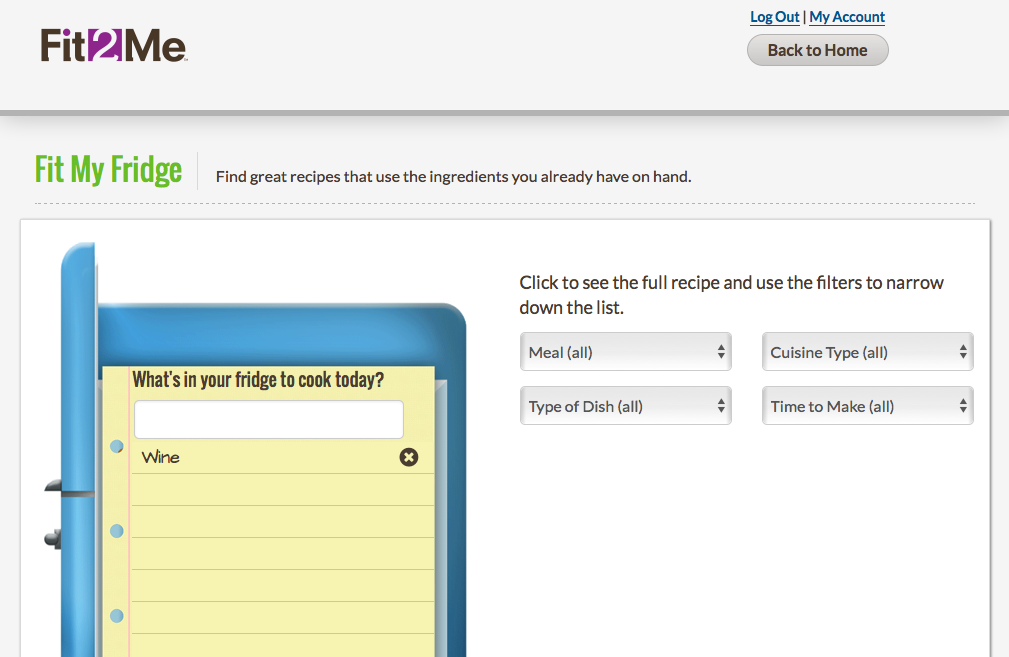 Log Out | My Account
Fit2Me™
Back to Home
Fit My Fridge
Find great recipes that use the ingredients you already have on hand.
What's in your fridge to cook today?
Wine
Click to see the full recipe and use the filters to narrow
down the list.
Meal (all)
Cuisine Type (all)
Type of Dish (all)
Time to Make (all)